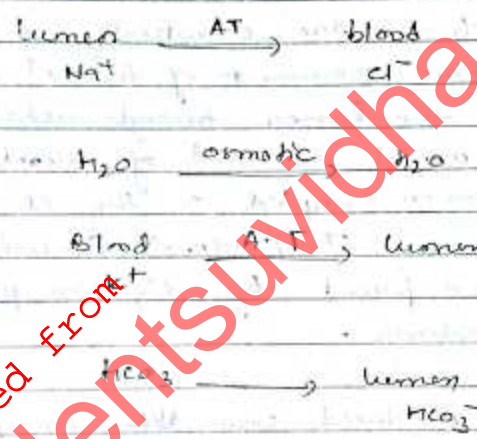 lumen AT → blood
Na+ cl-
H2O osmotic → h2o
Blood A.T → lumen
K+
HCO3 → lumen
HCO3-
ed from
entsuvidha